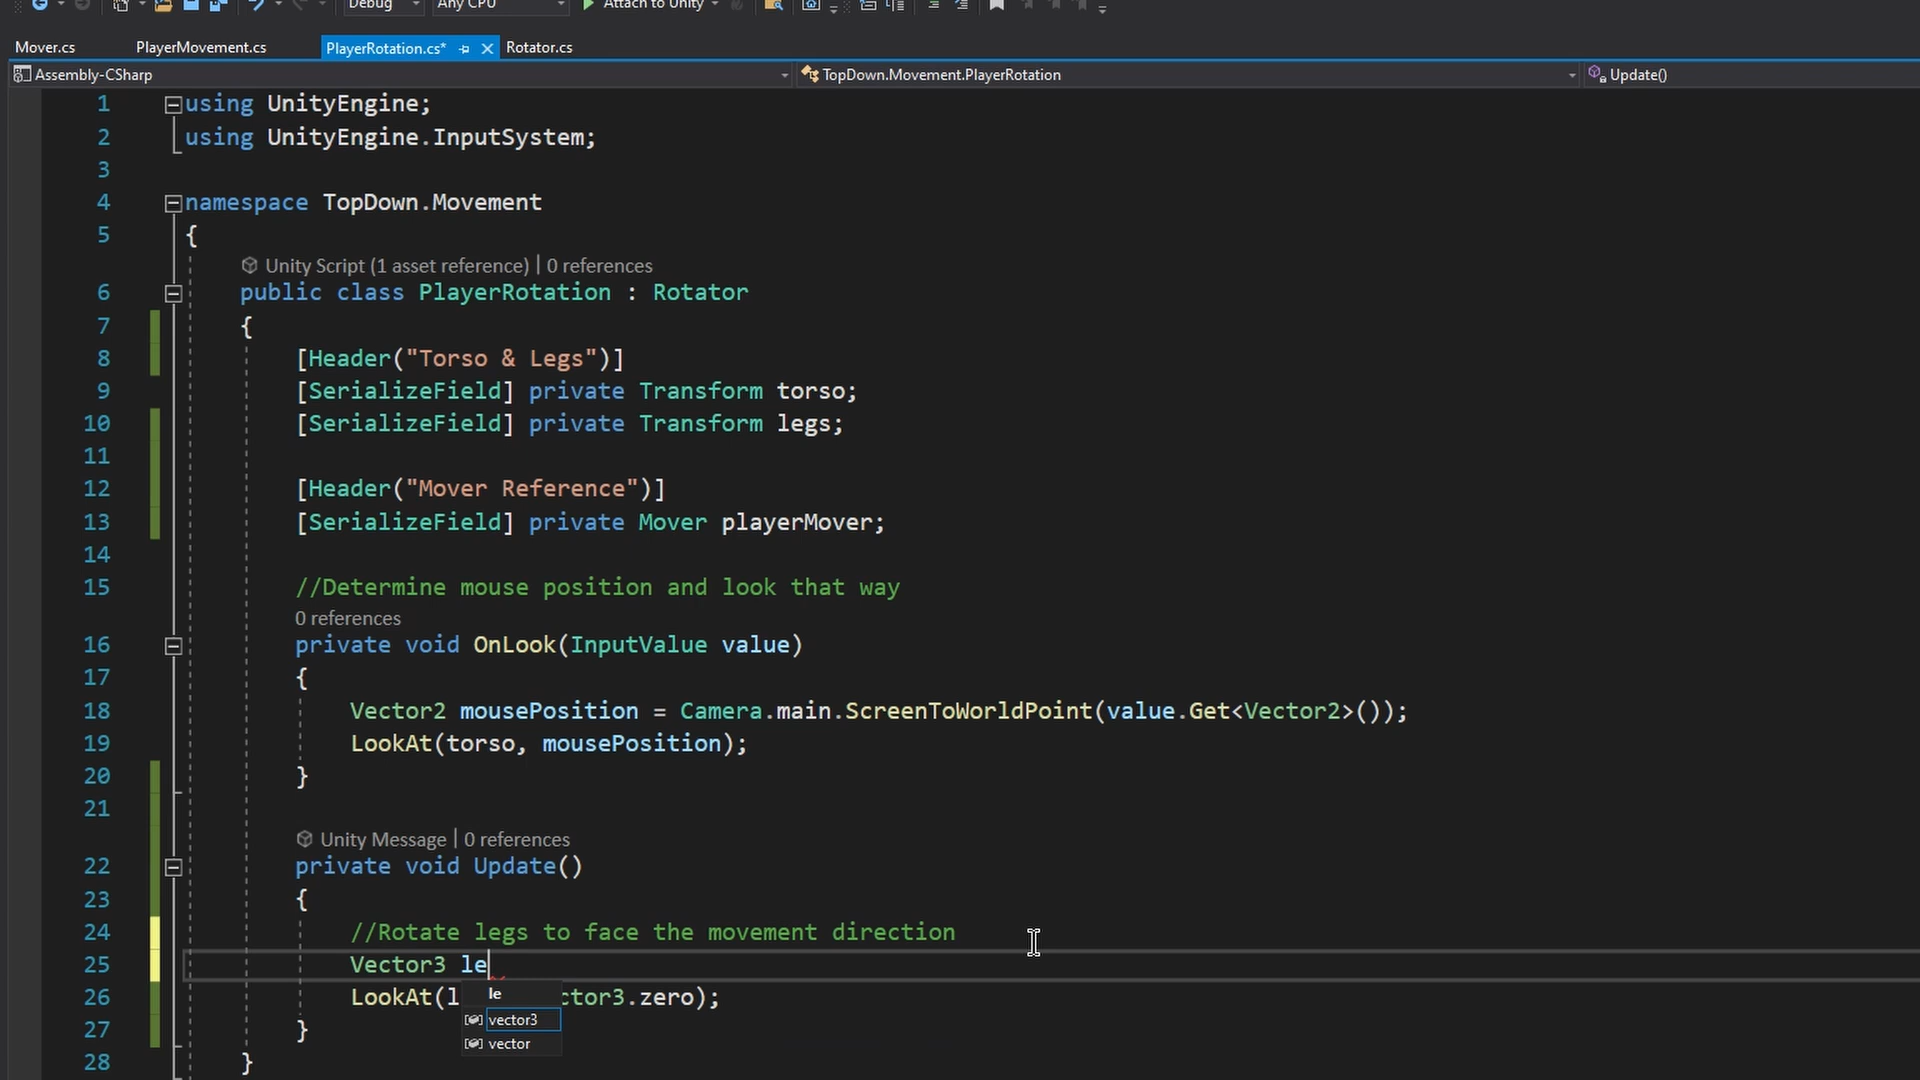 Debug Any CPU Attach to Unity
Mover.cs PlayerMovement.cs PlayerRotation.cs* Rotator.cs
Assembly-CSharp TopDown.Movement.PlayerRotation Update()
1 using UnityEngine;
2 using UnityEngine.InputSystem;
3
4 namespace TopDown.Movement
5 {
Unity Script (1 asset reference) | 0 references
6 public class PlayerRotation : Rotator
7 {
8 [Header("Torso & Legs")]
9 [SerializeField] private Transform torso;
10 [SerializeField] private Transform legs;
11
12 [Header("Mover Reference")]
13 [SerializeField] private Mover playerMover;
14
15 //Determine mouse position and look that way
0 references
16 private void OnLook(InputValue value)
17 {
18 Vector2 mousePosition = Camera.main.ScreenToWorldPoint(value.Get<Vector2>());
19 LookAt(torso, mousePosition);
20 }
21
Unity Message | 0 references
22 private void Update()
23 {
24 //Rotate legs to face the movement direction
25 Vector3 le
26 LookAt(l ctor3.zero);
le
vector3
vector
27 }
28 }